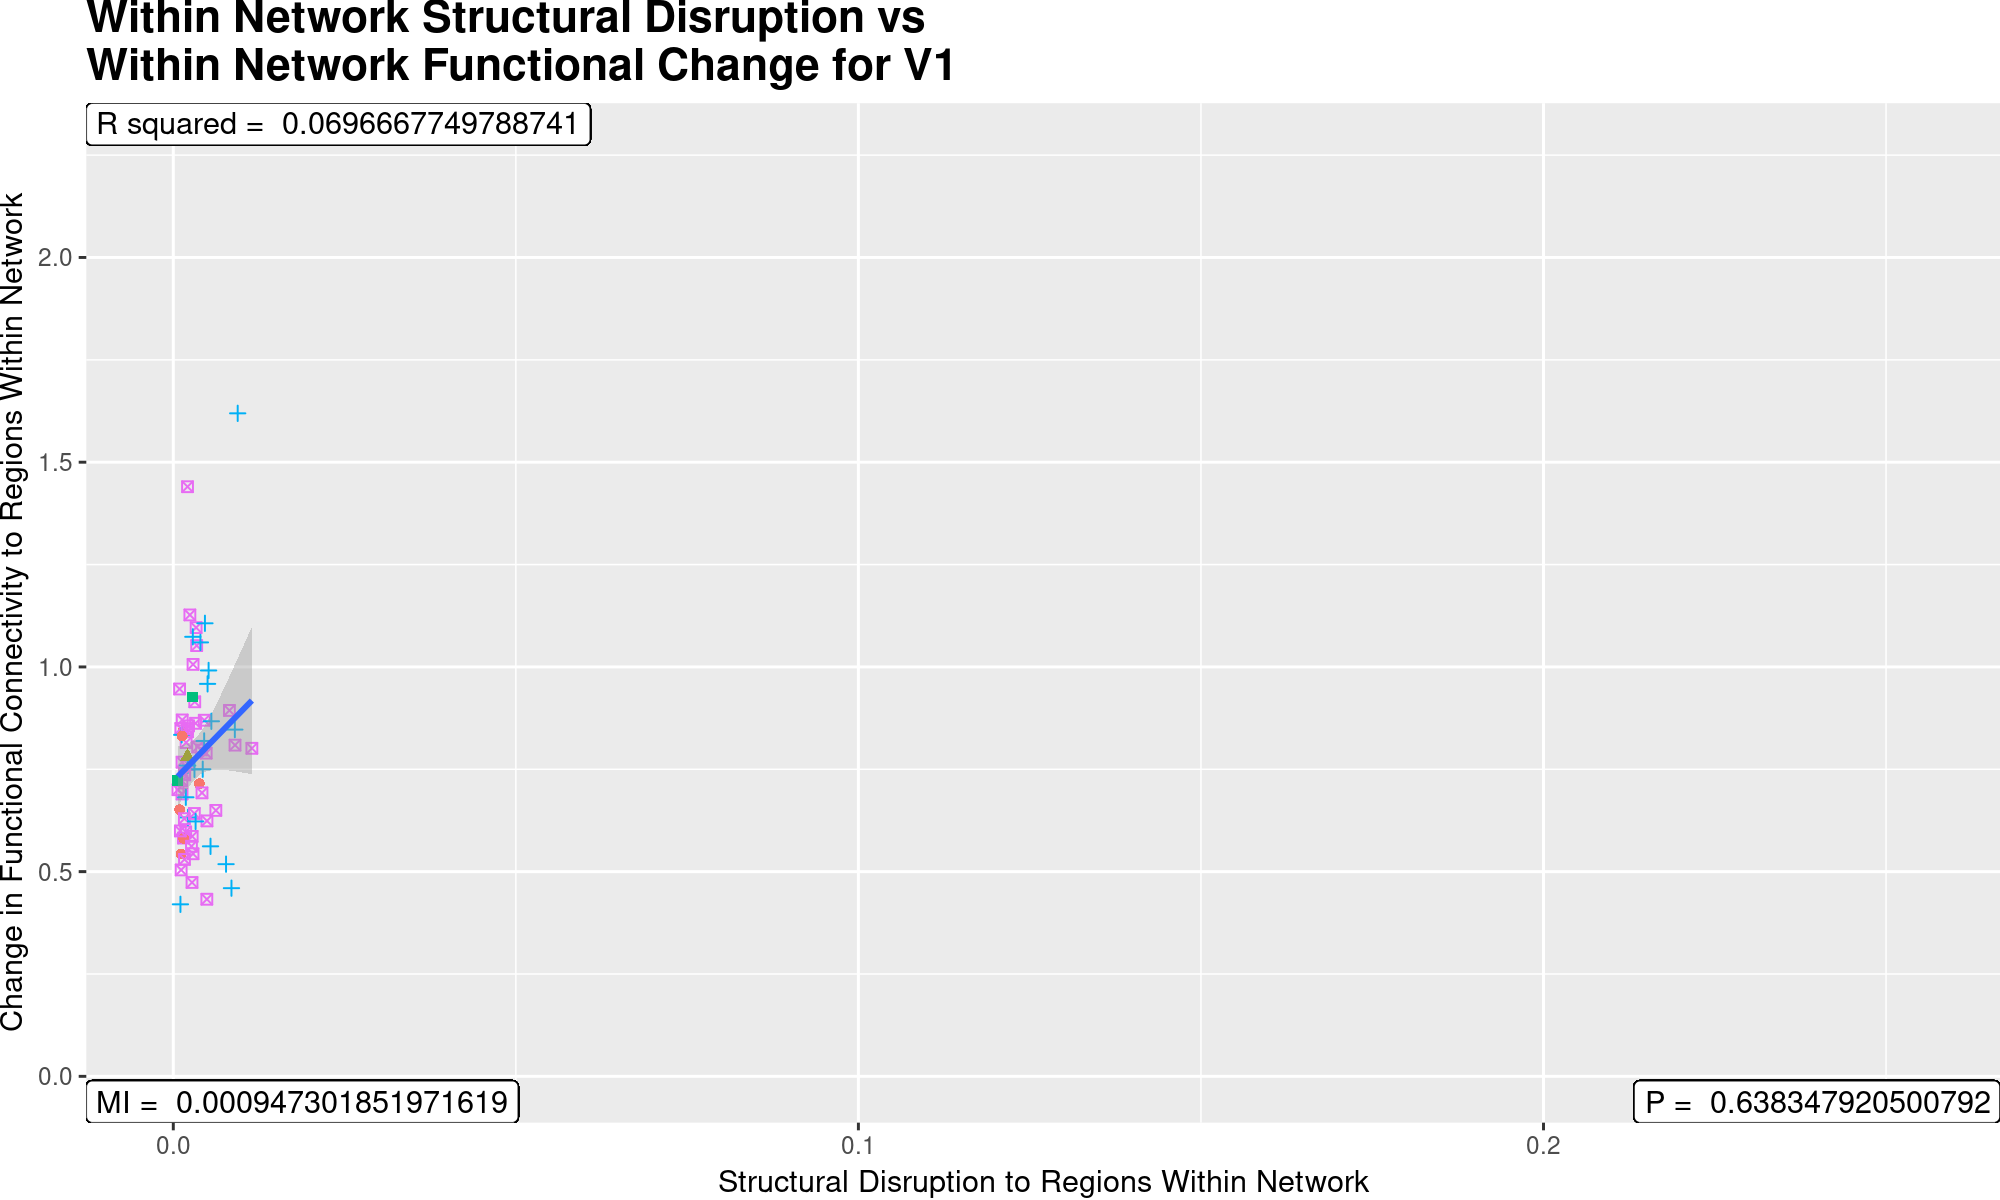 Within Network Structural Disruption vs
Within Network Functional Change for V1
R squared =  0.0696667749788741
Change in Functional Connectivity to Regions Within Network
2.0
1.5
1.0
0.5
0.0
MI =  0.000947301851971619
P =  0.638347920500792
0.0
0.1
0.2
Structural Disruption to Regions Within Network